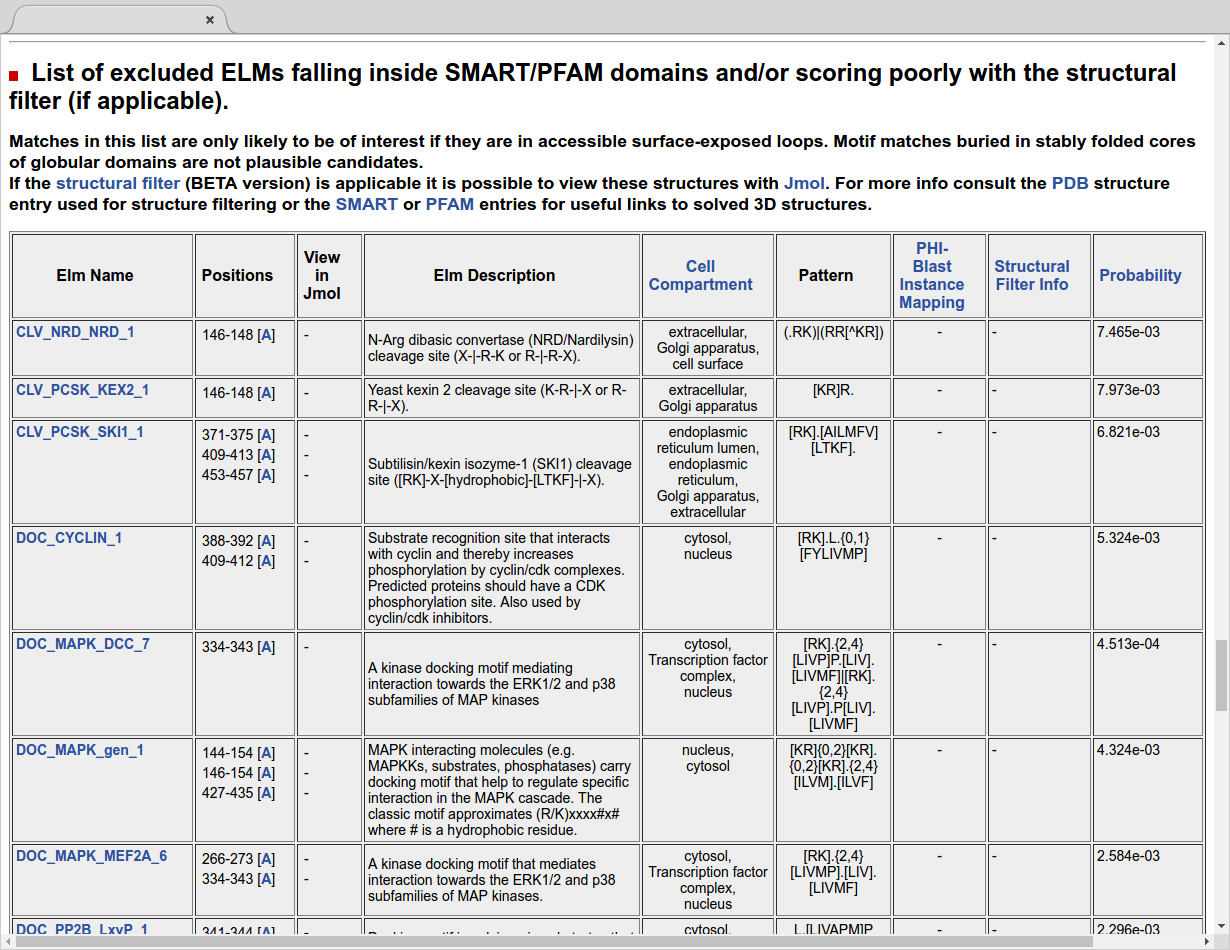 List of excluded ELMs falling inside SMART/PFAM domains and/or scoring poorly with the structural
filter (if applicable).
Matches in this list are only likely to be of interest if they are in accessible surface-exposed loops. Motif matches buried in stably folded cores
of globular domains are not plausible candidates.
If the structural filter (BETA version) is applicable it is possible to view these structures with Jmol. For more info consult the PDB structure
entry used for structure filtering or the SMART or PFAM entries for useful links to solved 3D structures.
Elm Name
Positions
View
in
Jmol
Elm Description
Cell
Compartment
Pattern
PHI-
Blast
Instance
Mapping
Structural
Filter Info
Probability
CLV_NRD_NRD_1
146-148 [A]
-
N-Arg dibasic convertase (NRD/Nardilysin)
cleavage site (X-|-R-K or R-|-R-X).
extracellular,
Golgi apparatus,
cell surface
(.RK)|(RR[^KR])
-
-
7.465e-03
CLV_PCSK_KEX2_1
146-148 [A]
-
Yeast kexin 2 cleavage site (K-R-|-X or R-
R-|-X).
extracellular,
Golgi apparatus
[KR]R.
-
-
7.973e-03
CLV_PCSK_SKI1_1
371-375 [A]
409-413 [A]
453-457 [A]
-
-
-
Subtilisin/kexin isozyme-1 (SKI1) cleavage
site ([RK]-X-[hydrophobic]-[LTKF]-|-X).
endoplasmic
reticulum lumen,
endoplasmic
reticulum,
Golgi apparatus,
extracellular
[RK].[AILMFV]
[LTKF].
-
-
6.821e-03
DOC_CYCLIN_1
388-392 [A]
409-412 [A]
-
-
Substrate recognition site that interacts
with cyclin and thereby increases
phosphorylation by cyclin/cdk complexes.
Predicted proteins should have a CDK
phosphorylation site. Also used by
cyclin/cdk inhibitors.
cytosol,
nucleus
[RK].L.{0,1}
[FYLIVMP]
-
-
5.324e-03
DOC_MAPK_DCC_7
334-343 [A]
-
A kinase docking motif mediating
interaction towards the ERK1/2 and p38
subfamilies of MAP kinases
cytosol,
Transcription factor
complex,
nucleus
[RK].{2,4}
[LIVP]P.[LIV].
[LIVMF]|[RK].
{2,4}
[LIVP].P[LIV].
[LIVMF]
-
-
4.513e-04
DOC_MAPK_gen_1
144-154 [A]
146-154 [A]
427-435 [A]
-
-
-
MAPK interacting molecules (e.g.
MAPKKs, substrates, phosphatases) carry
docking motif that help to regulate specific
interaction in the MAPK cascade. The
classic motif approximates (R/K)xxxx#x#
where # is a hydrophobic residue.
nucleus,
cytosol
[KR]{0,2}[KR].
{0,2}[KR].{2,4}
[ILVM].[ILVF]
-
-
4.324e-03
DOC_MAPK_MEF2A_6
266-273 [A]
334-343 [A]
-
-
A kinase docking motif that mediates
interaction towards the ERK1/2 and p38
subfamilies of MAP kinases.
cytosol,
Transcription factor
complex,
nucleus
[RK].{2,4}
[LIVMP].[LIV].
[LIVMF]
-
-
2.584e-03
DOC_PP2B_LxvP_1
341-344 [A]
-
cytosol,
L.[LIVAPM]P
-
-
2.296e-03